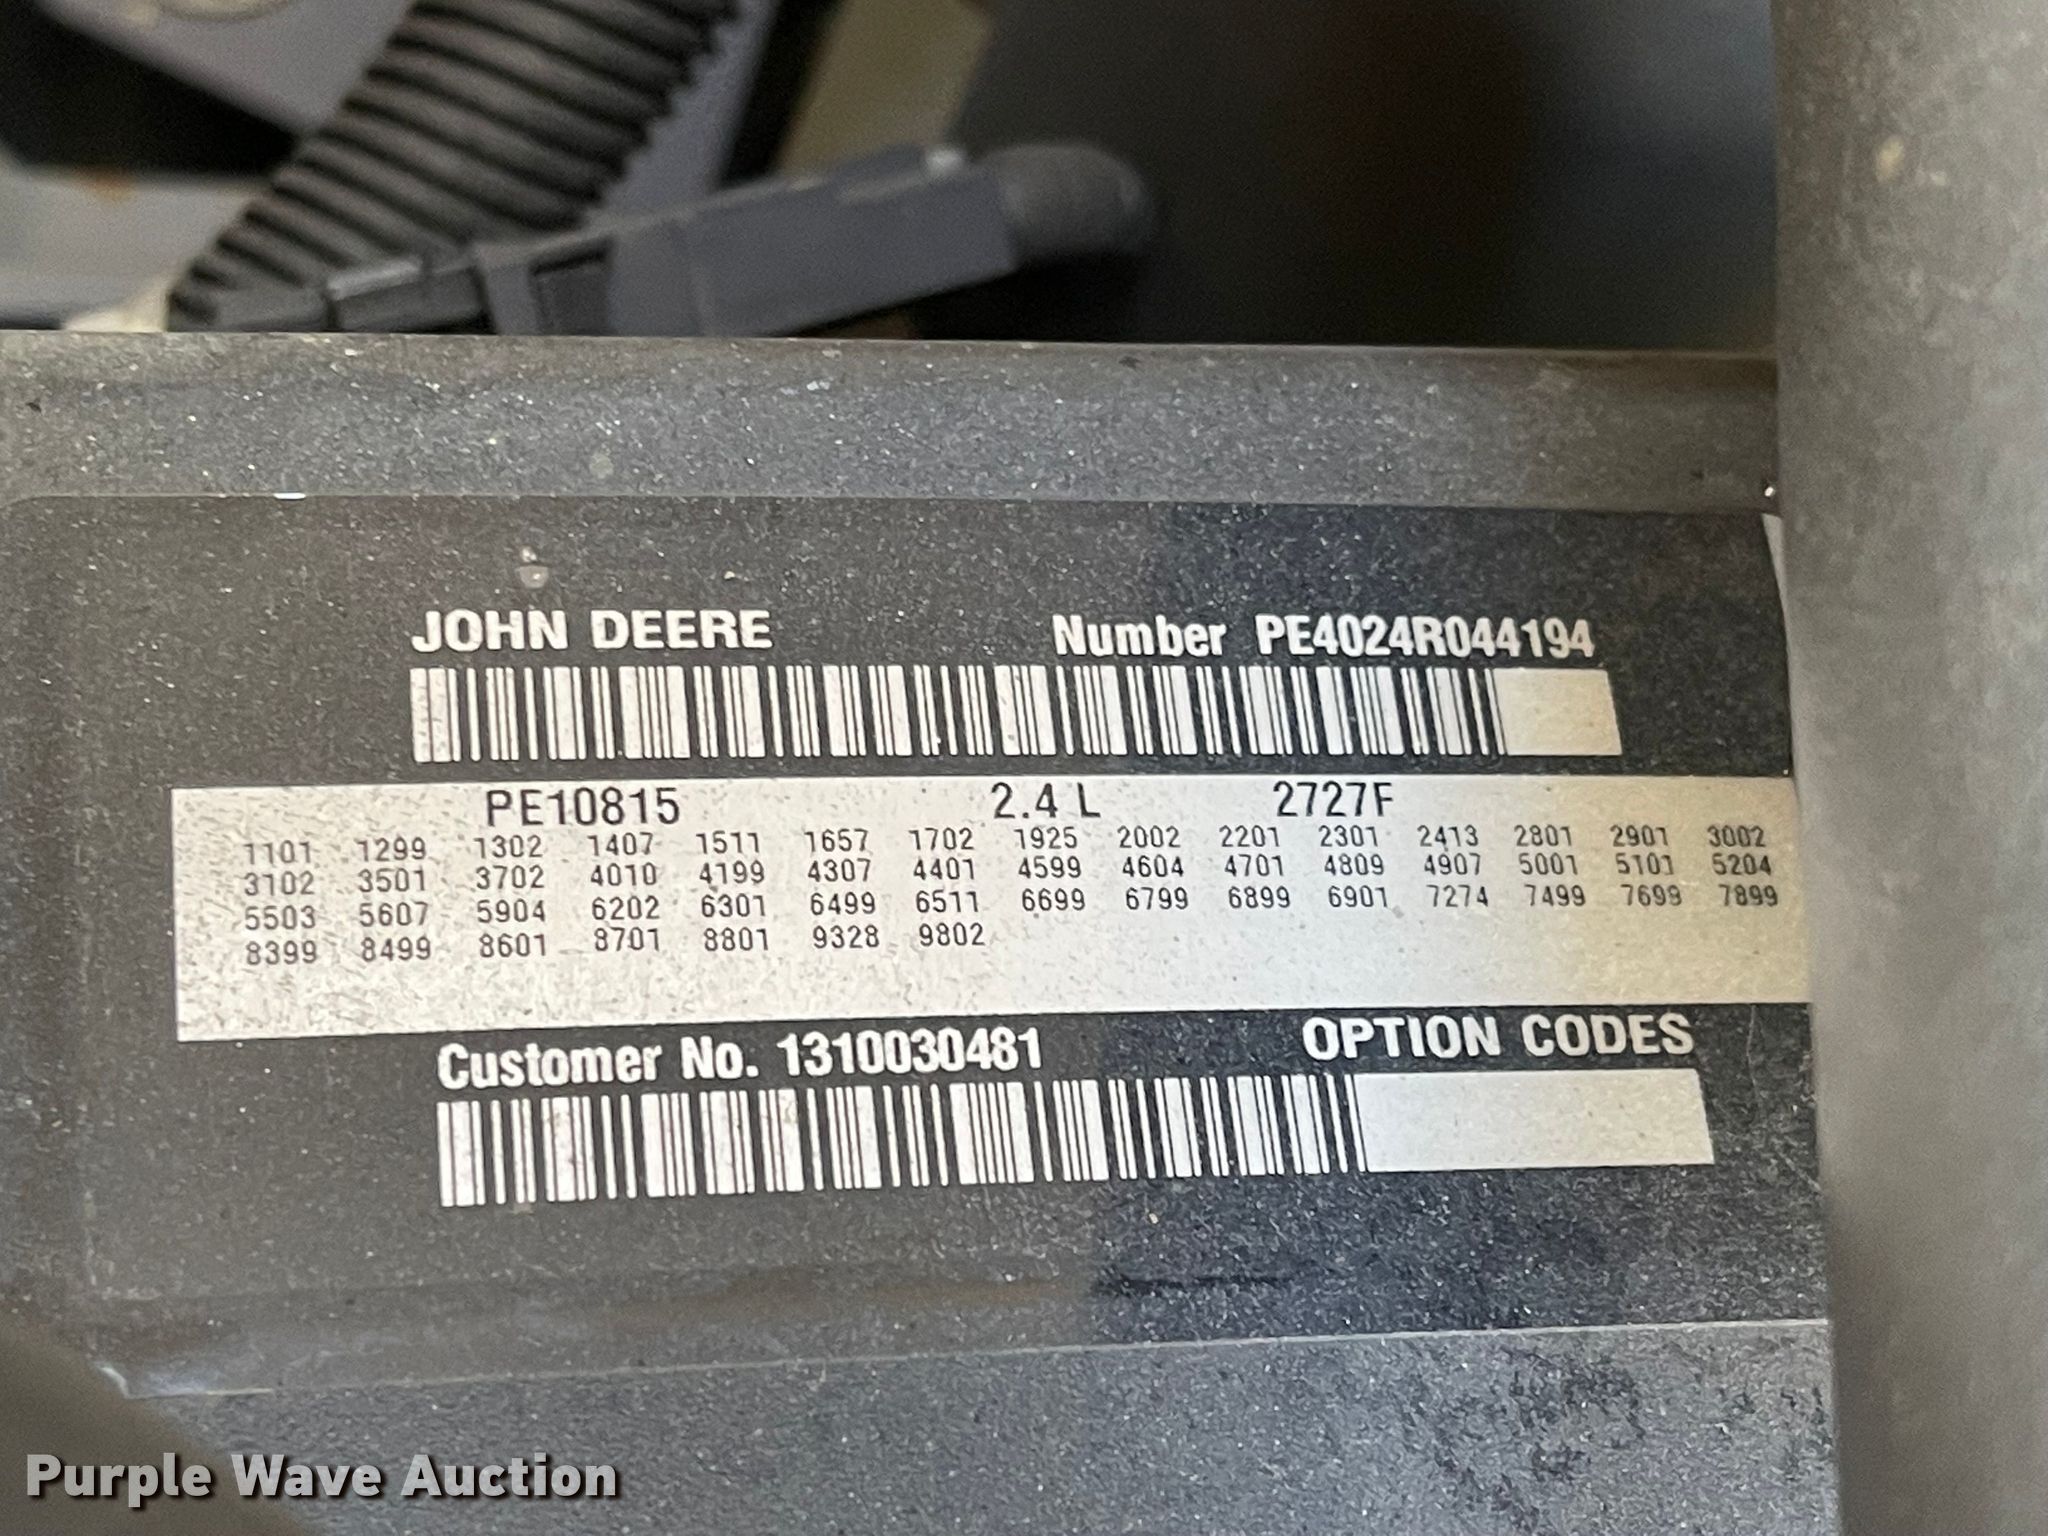 JOHN DEERE Number PE4024R044194
PE10815 2.4 L 2727F
1101 1299 1302 1407 1511 1657 1702 1925 2002 2201 2301 2413 2801 2901 3002
3102 3501 3702 4010 4199 4307 4401 4599 4604 4701 4809 4907 5001 5101 5204
5503 5607 5904 6202 6301 6499 6511 6699 6799 6899 6901 7274 7499 7699 7899
8399 8499 8601 8701 8801 9328 9802
Customer No. 1310030481 OPTION CODES
Purple Wave Auction